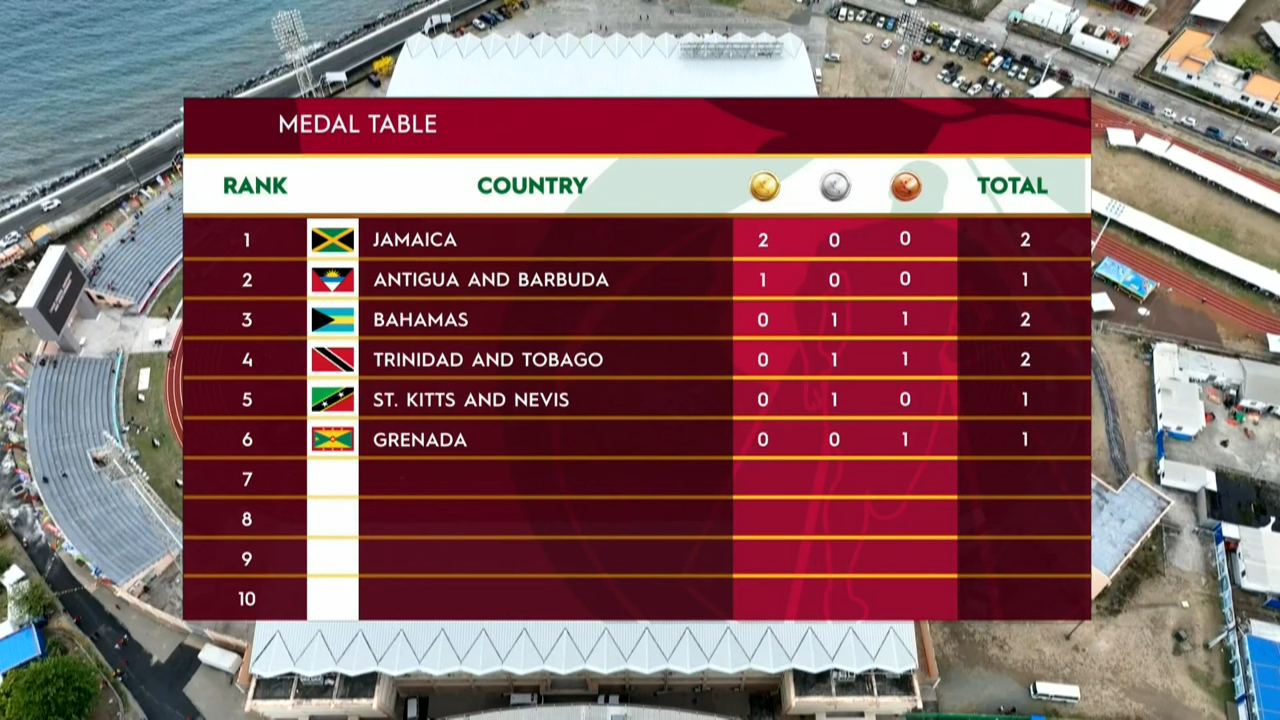 MEDAL TABLE
RANK COUNTRY TOTAL
1 JAMAICA 2 0 0 2
2 ANTIGUA AND BARBUDA 1 0 0 1
3 BAHAMAS 0 1 1 2
4 TRINIDAD AND TOBAGO 0 1 1 2
5 ST. KITTS AND NEVIS 0 1 0 1
6 GRENADA 0 0 1 1
7
8
9
10